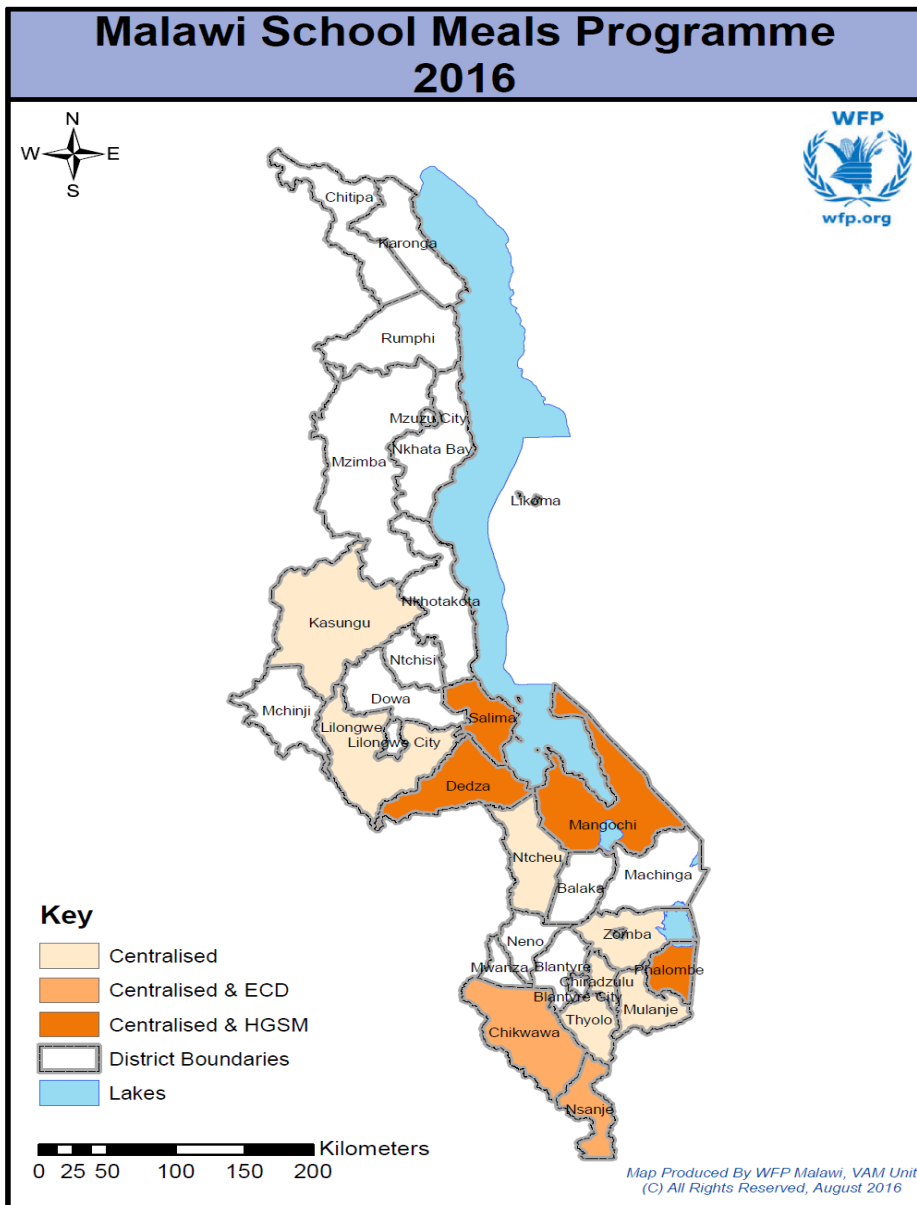 Malawi School Meals Programme
2016
N
W
E
S
WFP
wfp.org
Chitipa
Karonga
Rumphi
Mzuzu City
Nkhata Bay
Mzimba
Likoma
Nkhotakota
Kasungu
Ntchisi
Dowa
Mchinji
Salima
Lilongwe
Lilongwe City
Dedza
Mangochi
Ntcheu
Machinga
Balaka
Zomba
Neno
Mwanza
Blantyre
Phalombe
Chiradzulu
Blantyre City
Mulanje
Thyolo
Chikwawa
Nsanje
Key
Centralised
Centralised & ECD
Centralised & HGSM
District Boundaries
Lakes
Kilometers
0 25 50 100 150 200
Map Produced By WFP Malawi, VAM Unit
(C) All Rights Reserved, August 2016